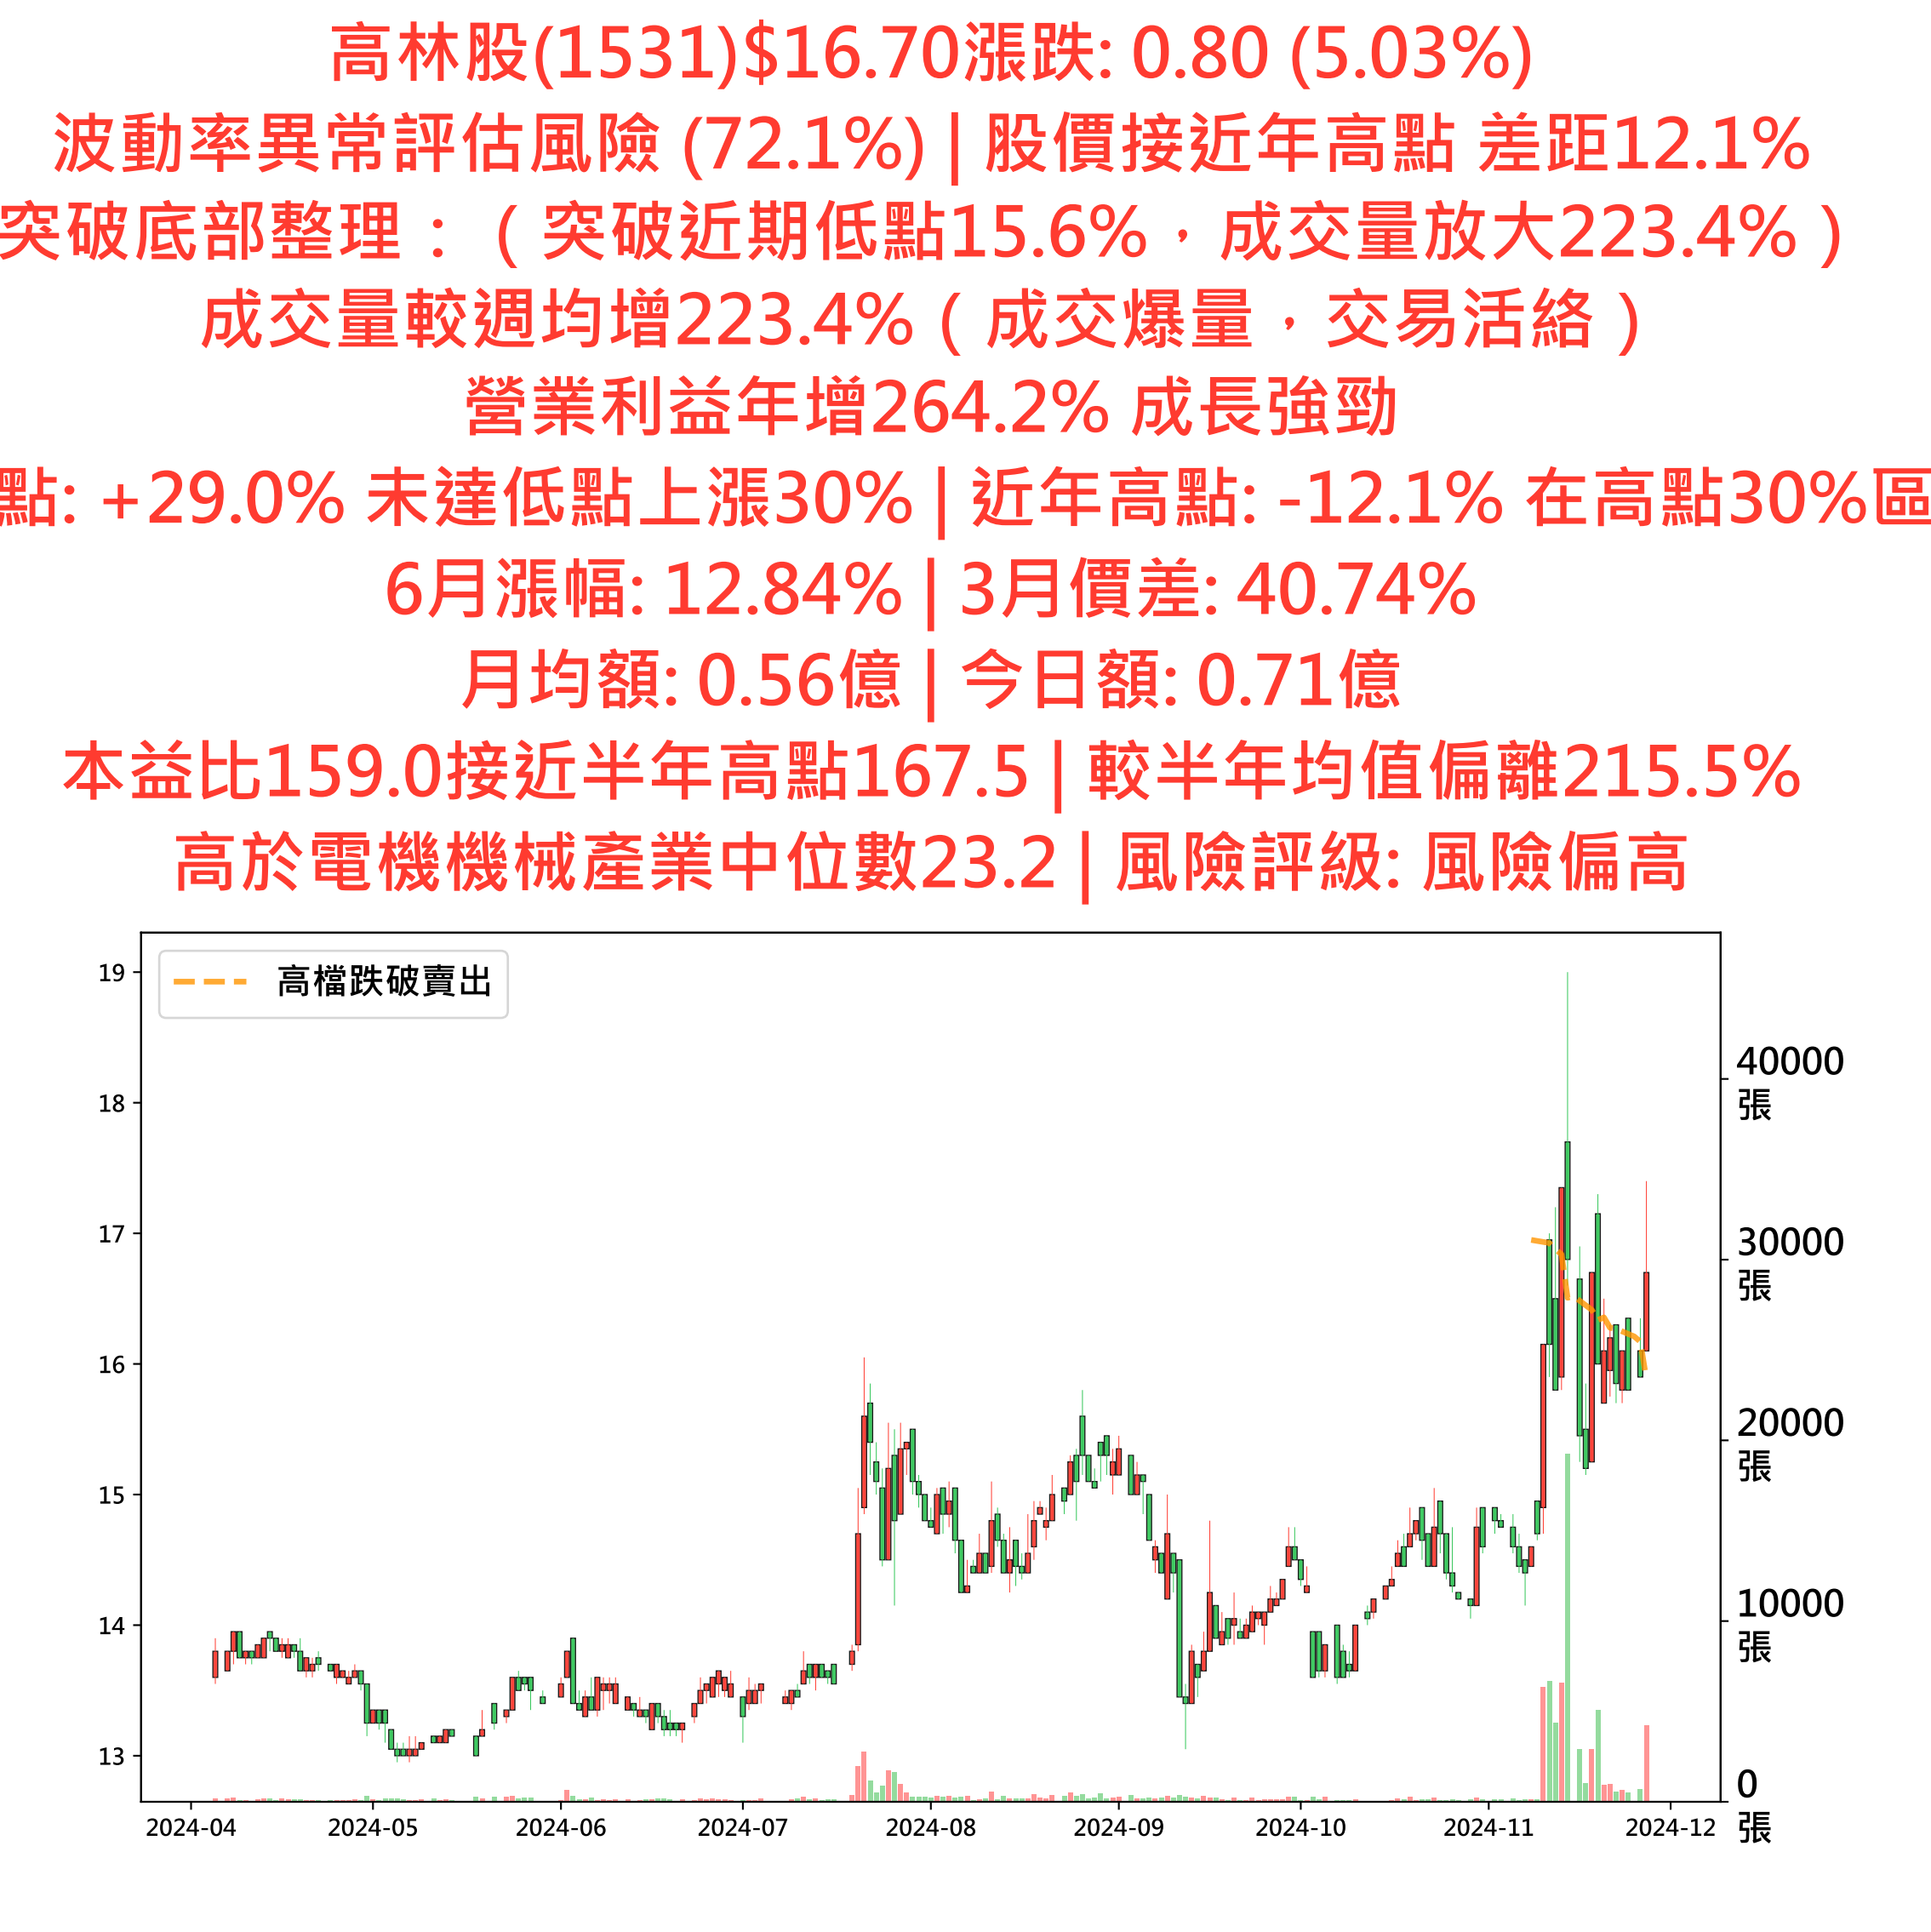 高林股(1531)$16.70漲跌: 0.80 (5.03%)
波動率異常評估風險 (72.1%) | 股價接近年高點 差距12.1%
突破底部整理：（突破近期低點15.6%，成交量放大223.4%）
成交量較週均增223.4%（成交爆量，交易活絡）
營業利益年增264.2% 成長強勁
點: +29.0% 未達低點上漲30% | 近年高點: -12.1% 在高點30%區
6月漲幅: 12.84% | 3月價差: 40.74%
月均額: 0.56億 | 今日額: 0.71億
本益比159.0接近半年高點167.5 | 較半年均值偏離215.5%
高於電機機械產業中位數23.2 | 風險評級: 風險偏高
高檔跌破賣出
19
18
17
16
15
14
13
40000
張
30000
張
20000
張
10000
張
0
張
2024-04 2024-05 2024-06 2024-07 2024-08 2024-09 2024-10 2024-11 2024-12